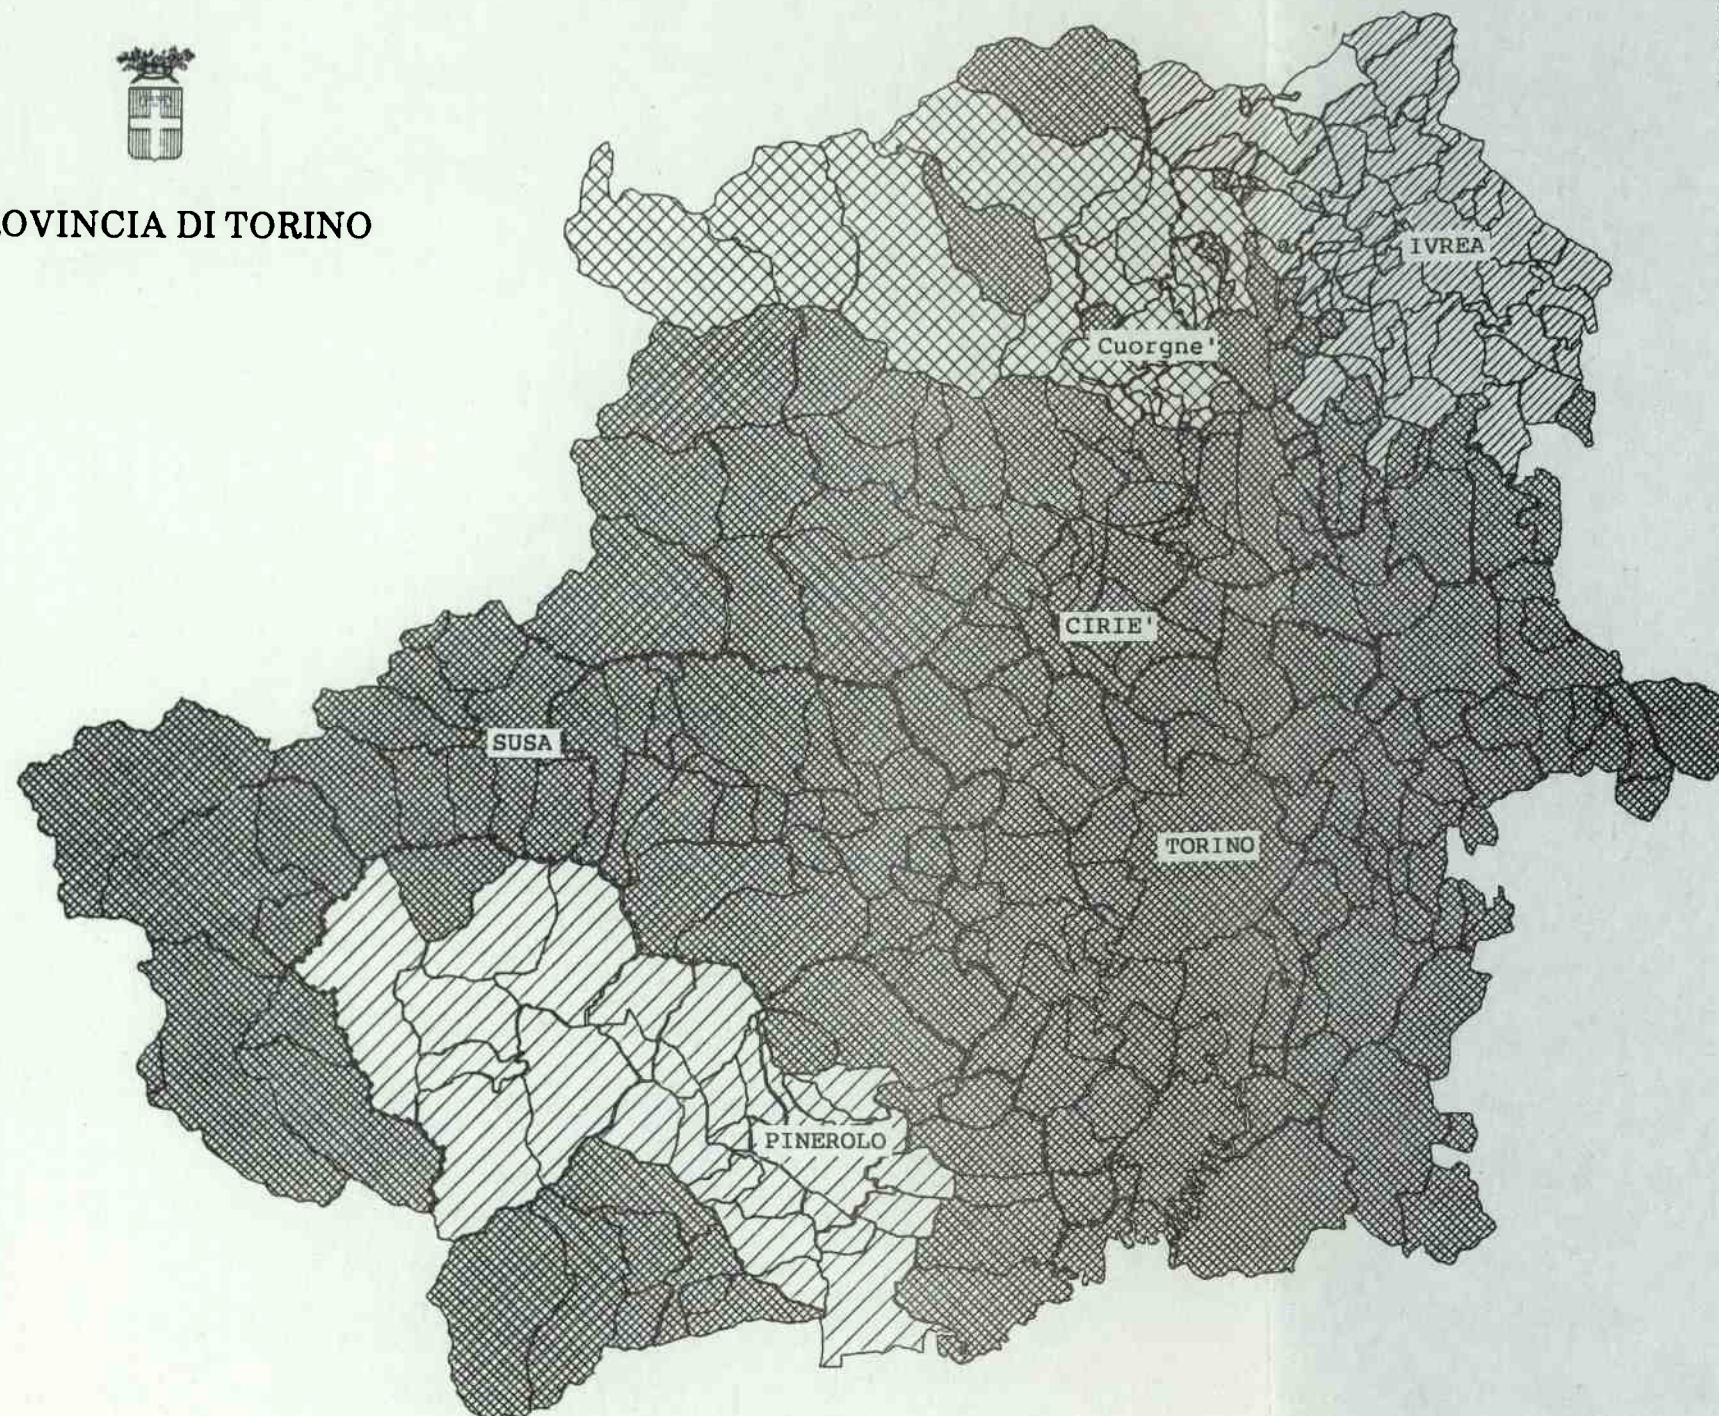 OVINCIA DI TORINO
IVREA
Cuorgne'
CIRIE'
SUSA
TORINO
PINEROLO